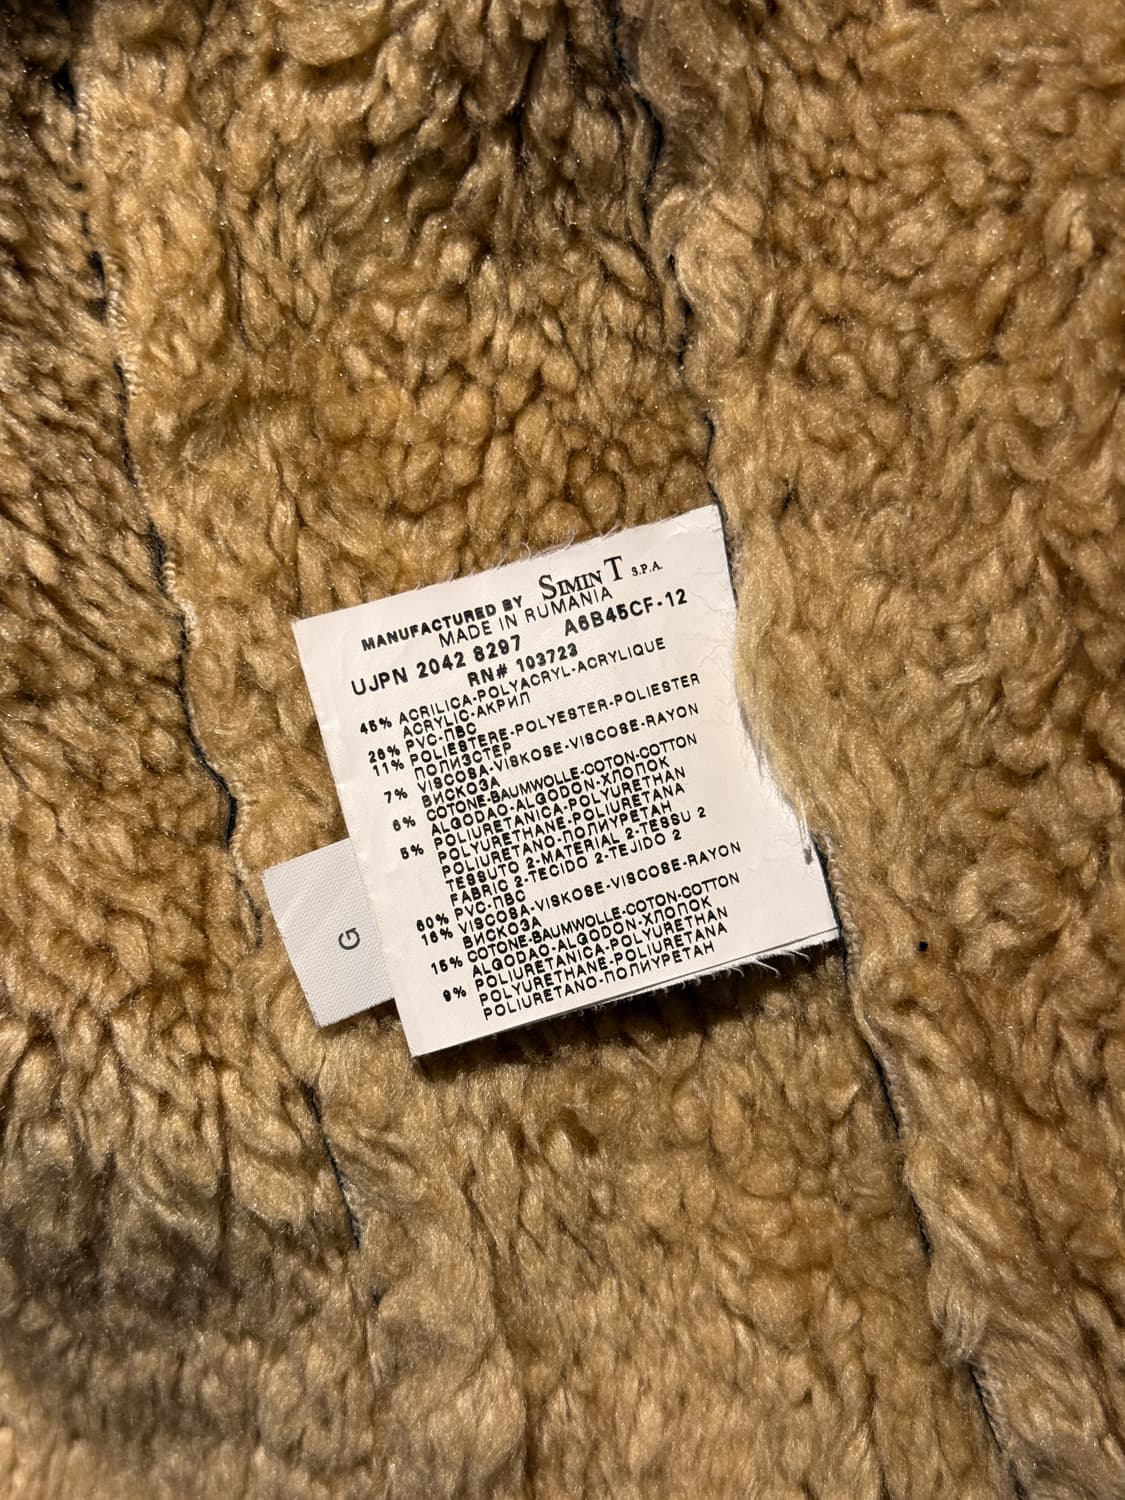 MANUFACTURED BY SIMIN T S.P.A.
MADE IN RUMANIA
UJPN 2042 8297 A6B45CF-12
RN# 103723
45% ACRILICA-POLYACRYL-ACRYLIQUE
ACRYLIC-АКРИЛ
26% PVC-ПВС
11% POLIESTERE-POLYESTER-POLIESTER
ПОЛИЭСТЕР
7% VISCOSA-VISKOSE-VISCOSE-RAYON
ВИСКОЗА
6% COTONE-BAUMWOLLE-COTON-COTTON
ALGODAO-ALGODON-ХЛОПОК
5% POLIURETANICA-POLYURETHAN
POLYURETHANE-POLIURETANA
POLIURETANO-ПОЛИУРЕТАН
TESSUTO 2-MATERIAL 2-TESSU 2
FABRIC 2-TECIDO 2-TEJIDO 2
60% PVC-ПВС
16% VISCOSA-VISKOSE-VISCOSE-RAYON
ВИСКОЗА
15% COTONE-BAUMWOLLE-COTON-COTTON
ALGODAO-ALGODON-ХЛОПОК
9% POLIURETANICA-POLYURETHAN
POLYURETHANE-POLIURETANA
POLIURETANO-ПОЛИУРЕТАН
G